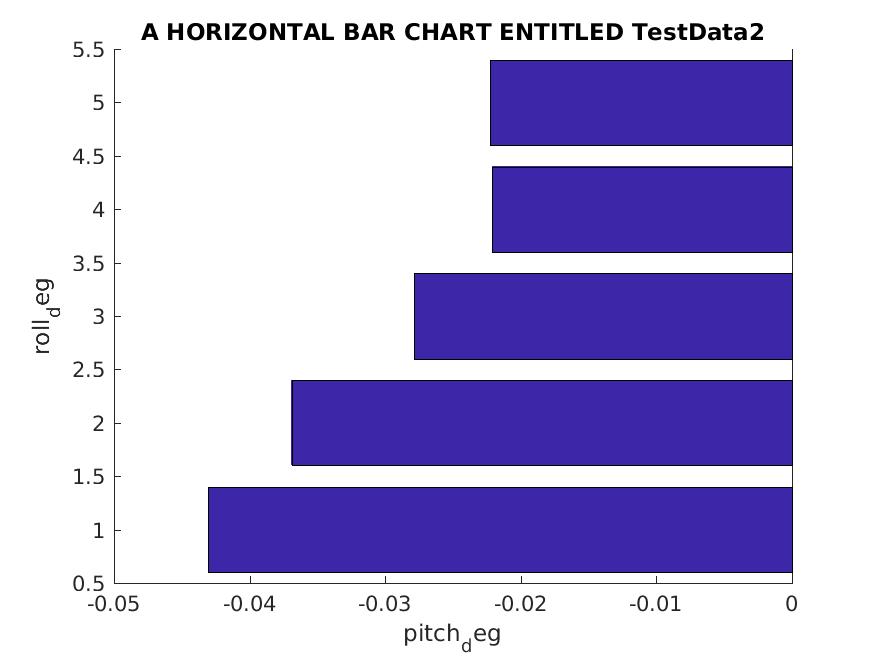 A HORIZONTAL BAR CHART ENTITLED TestData2
5.5
5
4.5
4
3.5
3
2.5
2
1.5
1
0.5
roll_deg
-0.05 -0.04 -0.03 -0.02 -0.01 0
pitch_deg